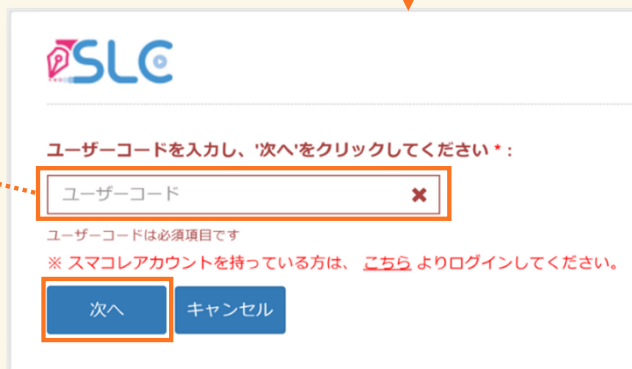 SLC
ユーザーコードを入力し、'次へ'をクリックしてください * :
ユーザーコード
ユーザーコードは必須項目です
※ スマコレアカウントを持っている方は、 こちら よりログインしてください。
次へ キャンセル